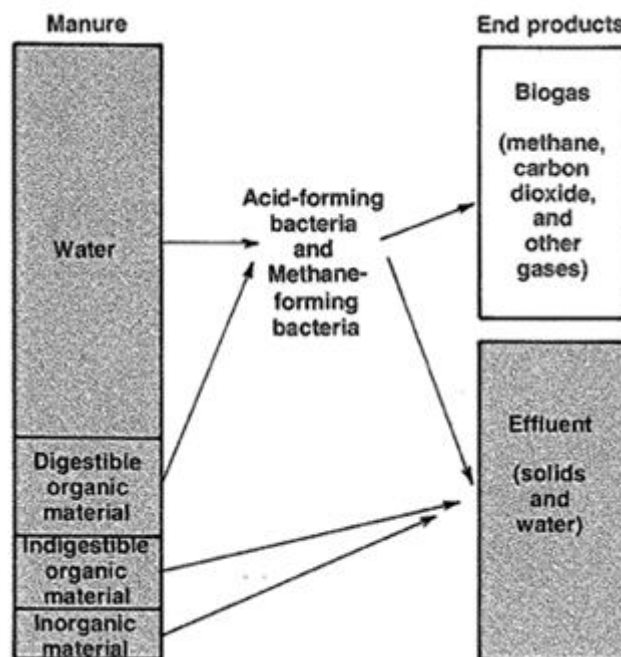 Manure
Water
Digestible
organic
material
Indigestible
organic
material
Inorganic
material
Acid-forming
bacteria
and
Methane-
forming
bacteria
End products
Biogas
(methane,
carbon
dioxide,
and
other
gases)
Effluent
(solids
and
water)